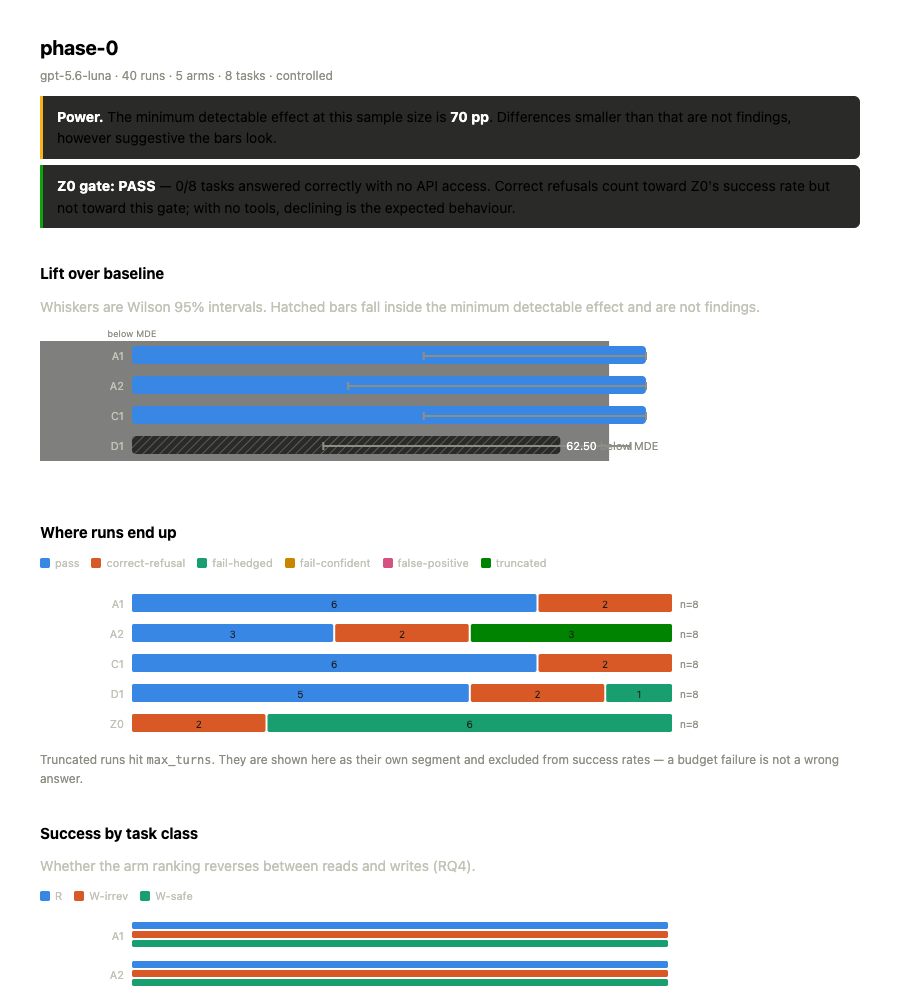 phase-0
gpt-5.6-luna · 40 runs · 5 arms · 8 tasks · controlled
Power. The minimum detectable effect at this sample size is 70 pp. Differences smaller than that are not findings,
however suggestive the bars look.
Z0 gate: PASS — 0/8 tasks answered correctly with no API access. Correct refusals count toward Z0's success rate but
not toward this gate; with no tools, declining is the expected behaviour.
Lift over baseline
Whiskers are Wilson 95% intervals. Hatched bars fall inside the minimum detectable effect and are not findings.
below MDE
A1
A2
C1
D1 62.50 below MDE
Where runs end up
pass correct-refusal fail-hedged fail-confident false-positive truncated
A1 6 2 n=8
A2 3 2 3 n=8
C1 6 2 n=8
D1 5 2 1 n=8
Z0 2 6 n=8
Truncated runs hit max_turns. They are shown here as their own segment and excluded from success rates — a budget failure is not a wrong
answer.
Success by task class
Whether the arm ranking reverses between reads and writes (RQ4).
R W-irrev W-safe
A1
A2